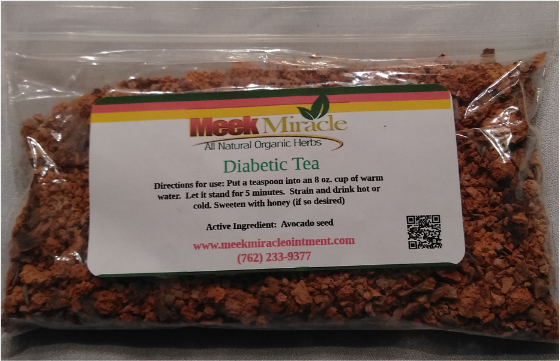 Meek Miracle
All Natural Organic Herbs
Diabetic Tea
Directions for use: Put a teaspoon into an 8 oz. cup of warm
water. Let it stand for 5 minutes. Strain and drink hot or
cold. Sweeten with honey (if so desired)
Active Ingredient: Avocado seed
www.meekmiracleointment.com
(762) 233-9377